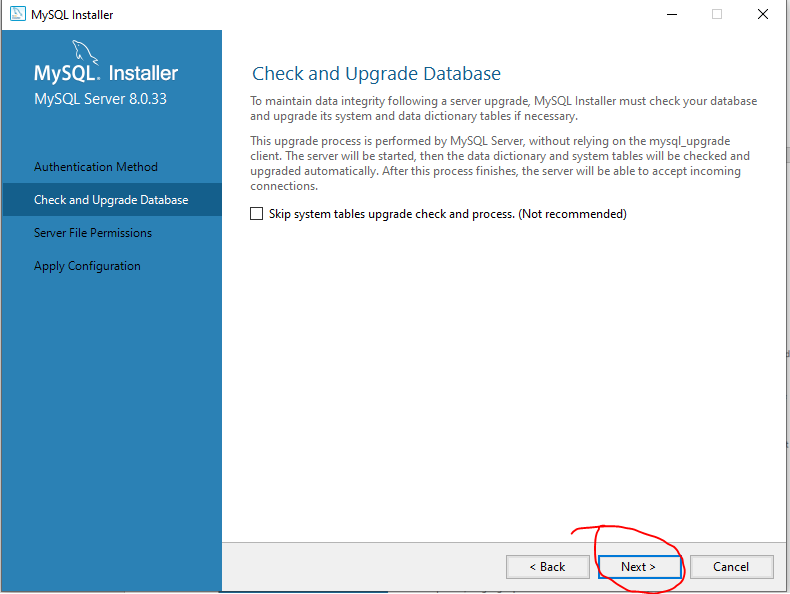 MySQL Installer
MySQL. Installer
MySQL Server 8.0.33
Authentication Method
Check and Upgrade Database
Server File Permissions
Apply Configuration
Check and Upgrade Database
To maintain data integrity following a server upgrade, MySQL Installer must check your database
and upgrade its system and data dictionary tables if necessary.
This upgrade process is performed by MySQL Server, without relying on the mysql_upgrade
client. The server will be started, then the data dictionary and system tables will be checked and
upgraded automatically. After this process finishes, the server will be able to accept incoming
connections.
Skip system tables upgrade check and process. (Not recommended)
< Back
Next >
Cancel